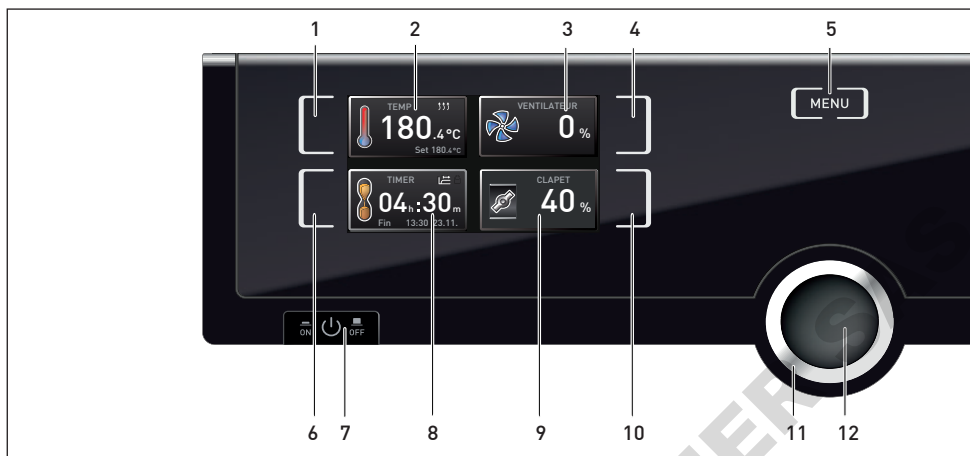 1 2 3 4 5
TEMP
180.4°C
Set 180.4°C
VENTILATEUR
0 %
MENU
TIMER
04h:30m
Fin 13:30 23.11.
CLAPET
40 %
ON OFF
6 7 8 9 10 11 12